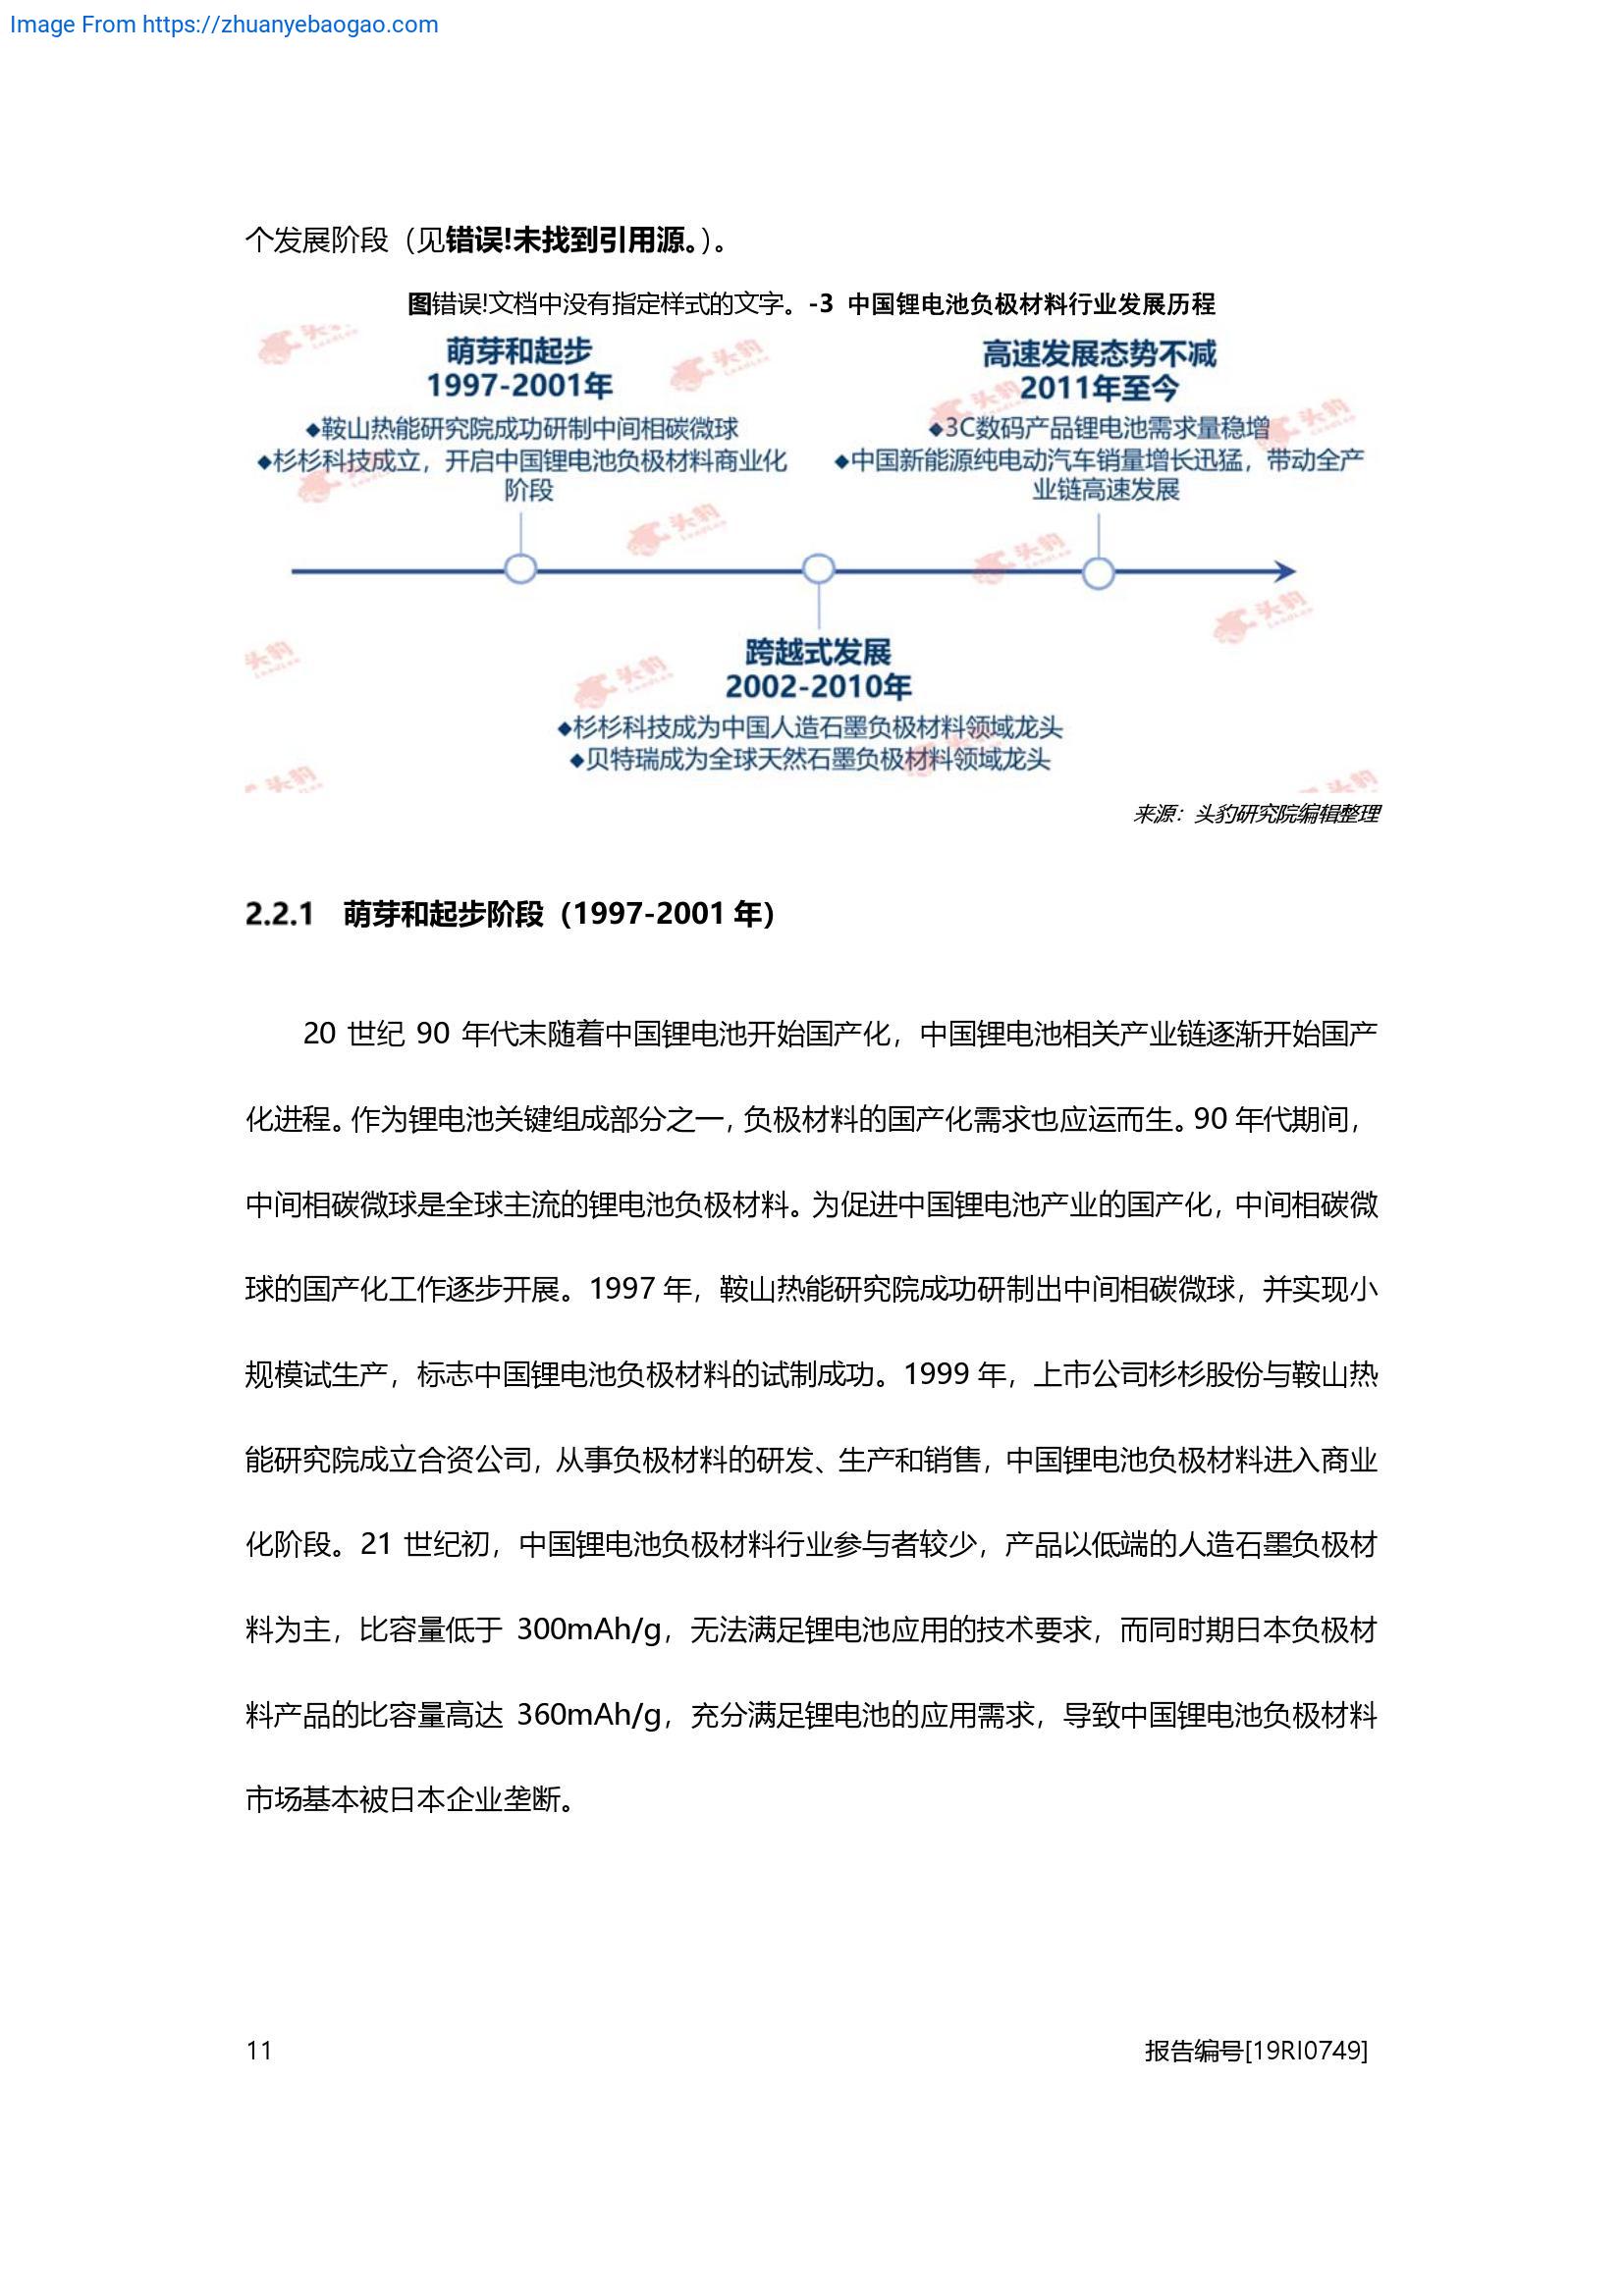 Image From https://zhuanyebaogao.com
个发展阶段（见错误!未找到引用源。）。
图错误!文档中没有指定样式的文字。-3 中国锂电池负极材料行业发展历程
萌芽和起步
1997-2001年
◆鞍山热能研究院成功研制中间相碳微球
◆杉杉科技成立，开启中国锂电池负极材料商业化
阶段
高速发展态势不减
2011年至今
◆3C数码产品锂电池需求量稳增
◆中国新能源纯电动汽车销量增长迅猛，带动全产
业链高速发展
跨越式发展
2002-2010年
◆杉杉科技成为中国人造石墨负极材料领域龙头
◆贝特瑞成为全球天然石墨负极材料领域龙头
来源：头豹研究院编辑整理
2.2.1 萌芽和起步阶段（1997-2001 年）
20 世纪 90 年代末随着中国锂电池开始国产化，中国锂电池相关产业链逐渐开始国产
化进程。作为锂电池关键组成部分之一，负极材料的国产化需求也应运而生。90 年代期间，
中间相碳微球是全球主流的锂电池负极材料。为促进中国锂电池产业的国产化，中间相碳微
球的国产化工作逐步开展。1997 年，鞍山热能研究院成功研制出中间相碳微球，并实现小
规模试生产，标志中国锂电池负极材料的试制成功。1999 年，上市公司杉杉股份与鞍山热
能研究院成立合资公司，从事负极材料的研发、生产和销售，中国锂电池负极材料进入商业
化阶段。21 世纪初，中国锂电池负极材料行业参与者较少，产品以低端的人造石墨负极材
料为主，比容量低于 300mAh/g，无法满足锂电池应用的技术要求，而同时期日本负极材
料产品的比容量高达 360mAh/g，充分满足锂电池的应用需求，导致中国锂电池负极材料
市场基本被日本企业垄断。
11
报告编号[19RI0749]